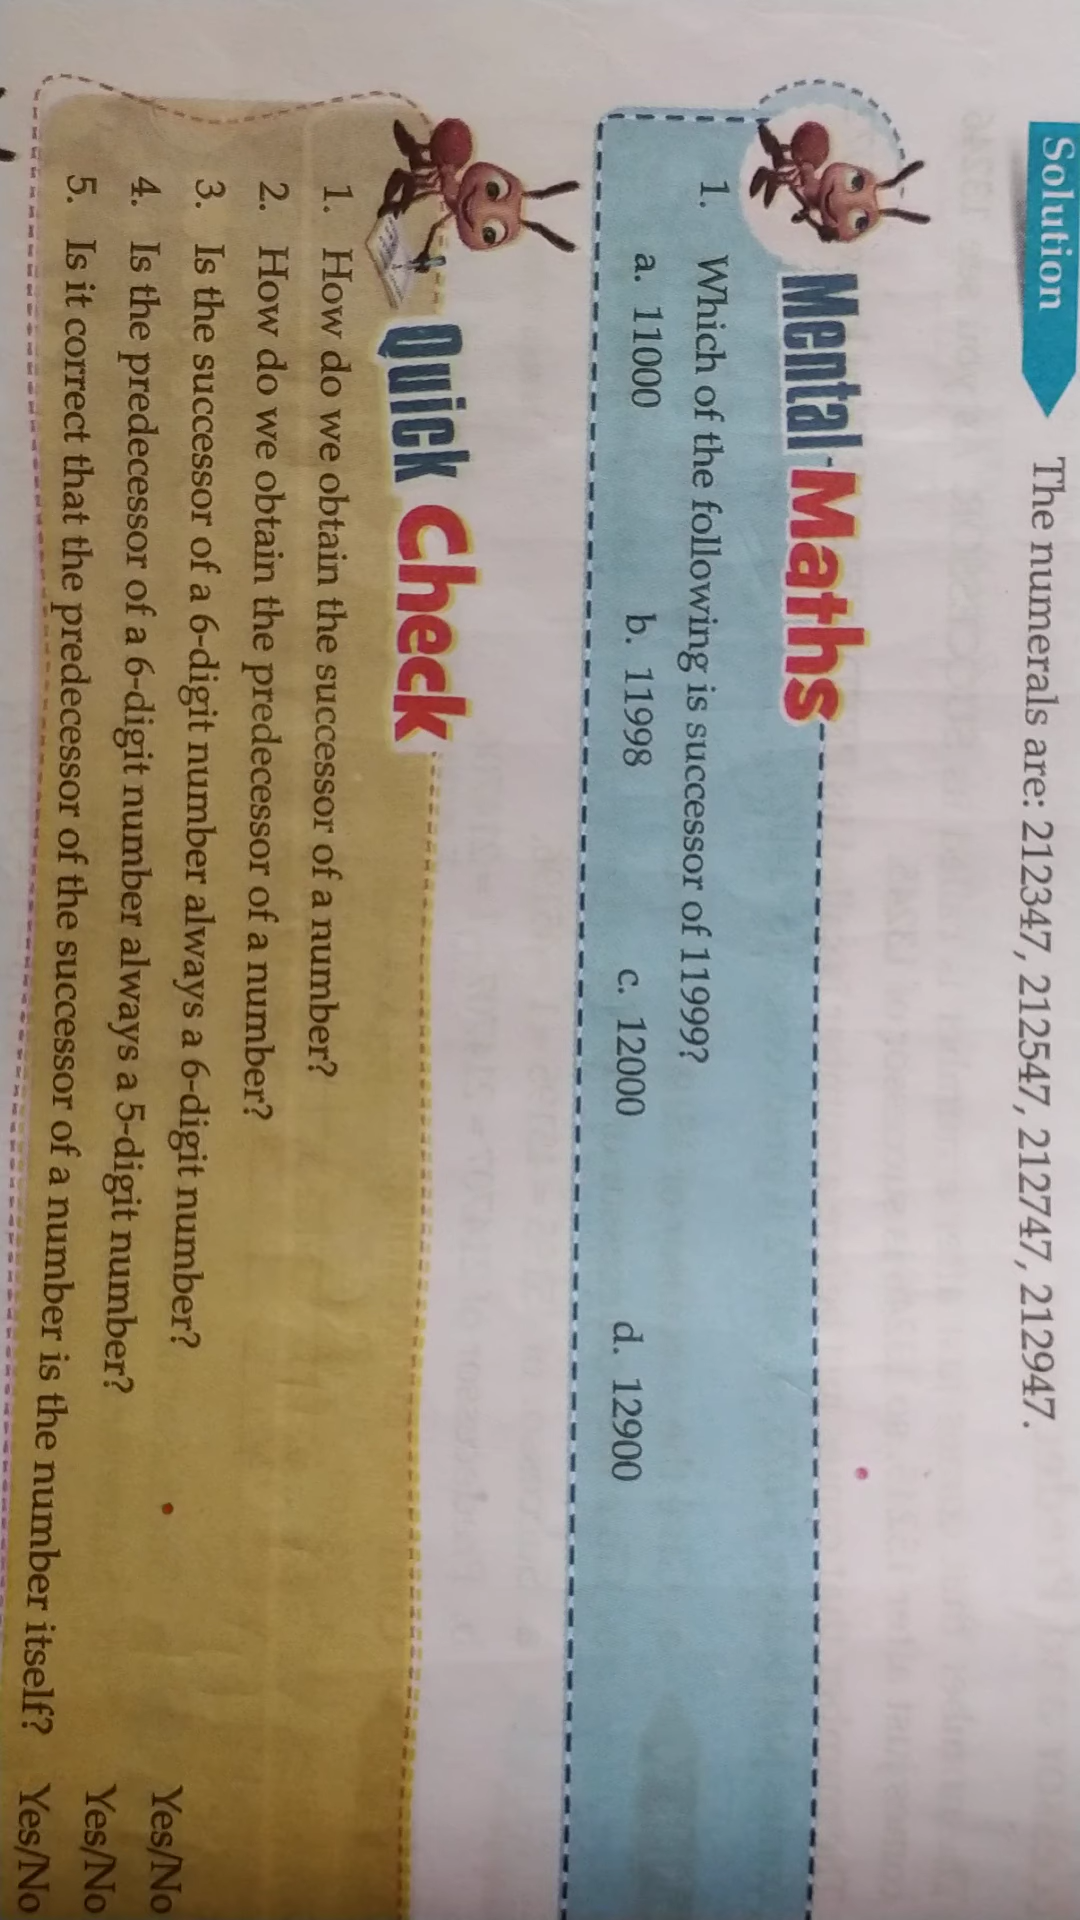 Solution The numerals are: 212347, 212547, 212747, 212947.
Mental Maths
1. Which of the following is successor of 11999?
a. 11000 b. 11998 c. 12000 d. 12900
Quick Check
1. How do we obtain the successor of a number?
2. How do we obtain the predecessor of a number?
3. Is the successor of a 6-digit number always a 6-digit number? Yes/No
4. Is the predecessor of a 6-digit number always a 5-digit number? Yes/No
5. Is it correct that the predecessor of the successor of a number is the number itself? Yes/No